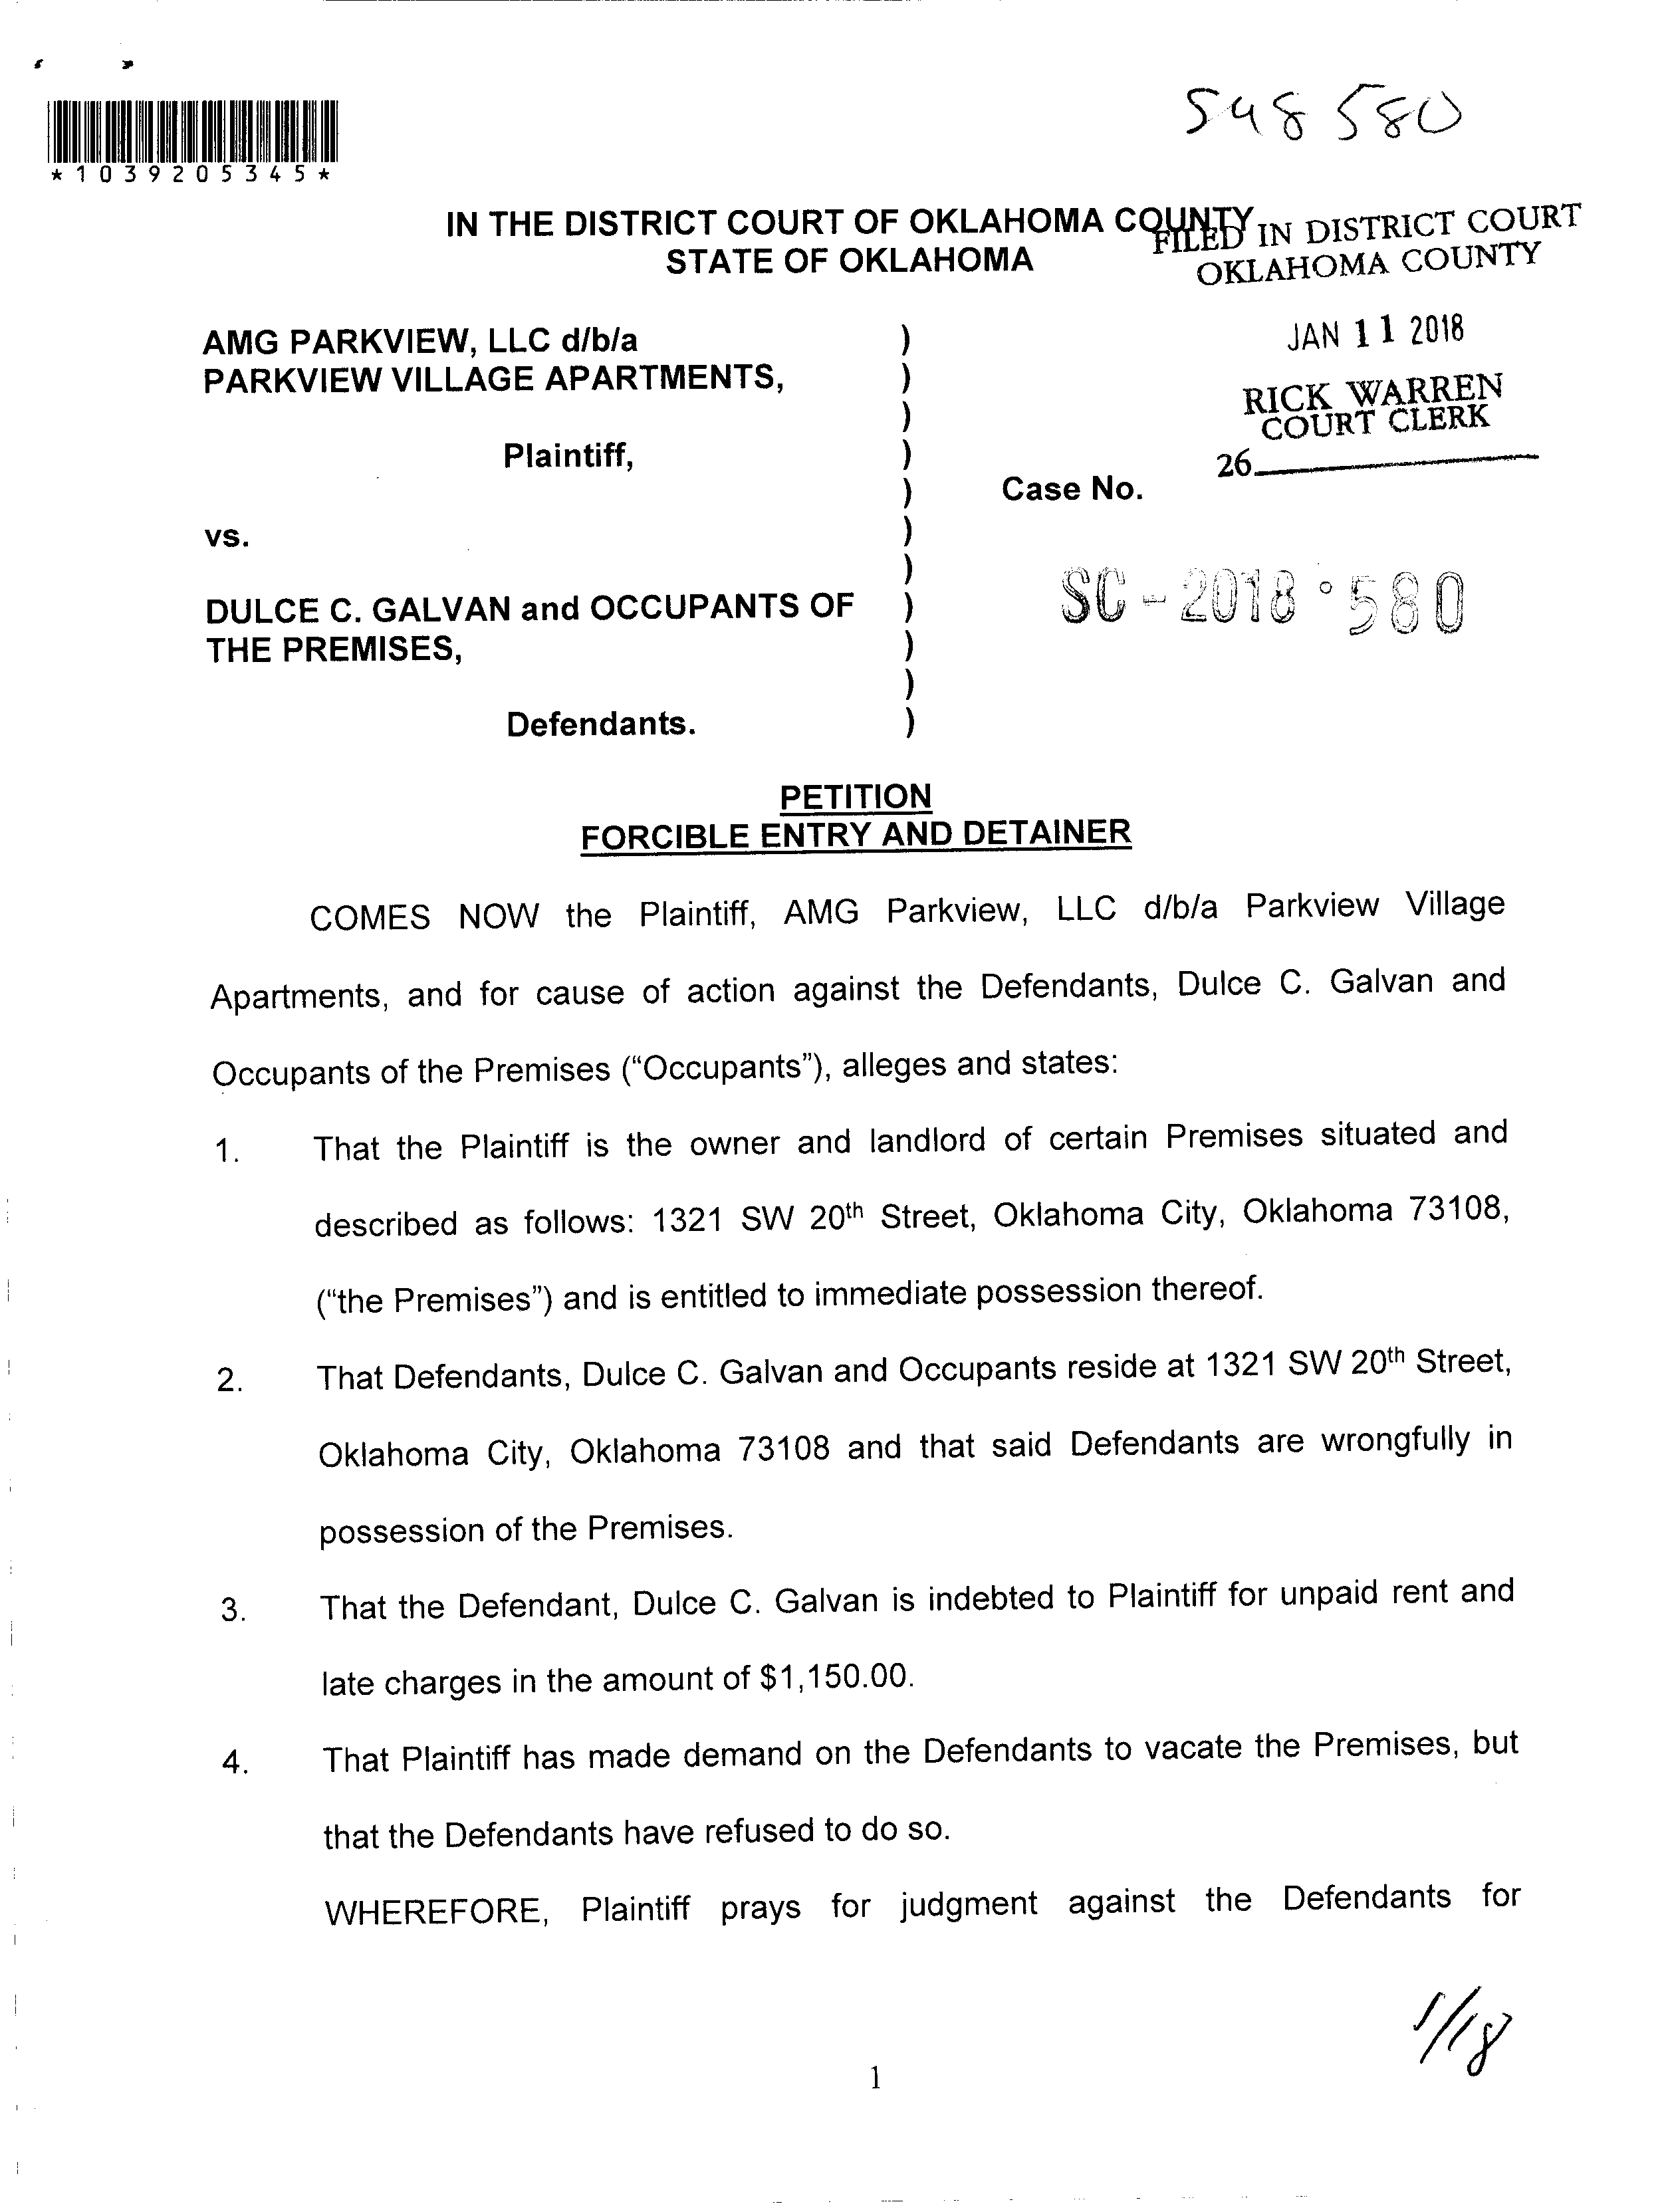 548580
*1039205345*
IN THE DISTRICT COURT OF OKLAHOMA COUNTY
STATE OF OKLAHOMA
FILED IN DISTRICT COURT
OKLAHOMA COUNTY
JAN 11 2018
RICK WARREN
COURT CLERK
26
AMG PARKVIEW, LLC d/b/a )
PARKVIEW VILLAGE APARTMENTS, )
)
Plaintiff, )
) Case No.
vs. )
)
SC-2018-580
DULCE C. GALVAN and OCCUPANTS OF )
THE PREMISES, )
)
Defendants. )
PETITION
FORCIBLE ENTRY AND DETAINER
COMES NOW the Plaintiff, AMG Parkview, LLC d/b/a Parkview Village
Apartments, and for cause of action against the Defendants, Dulce C. Galvan and
Occupants of the Premises (“Occupants”), alleges and states:
1. That the Plaintiff is the owner and landlord of certain Premises situated and
described as follows: 1321 SW 20th Street, Oklahoma City, Oklahoma 73108,
(“the Premises”) and is entitled to immediate possession thereof.
2. That Defendants, Dulce C. Galvan and Occupants reside at 1321 SW 20th Street,
Oklahoma City, Oklahoma 73108 and that said Defendants are wrongfully in
possession of the Premises.
3. That the Defendant, Dulce C. Galvan is indebted to Plaintiff for unpaid rent and
late charges in the amount of $1,150.00.
4. That Plaintiff has made demand on the Defendants to vacate the Premises, but
that the Defendants have refused to do so.
WHEREFORE, Plaintiff prays for judgment against the Defendants for
1/18
1